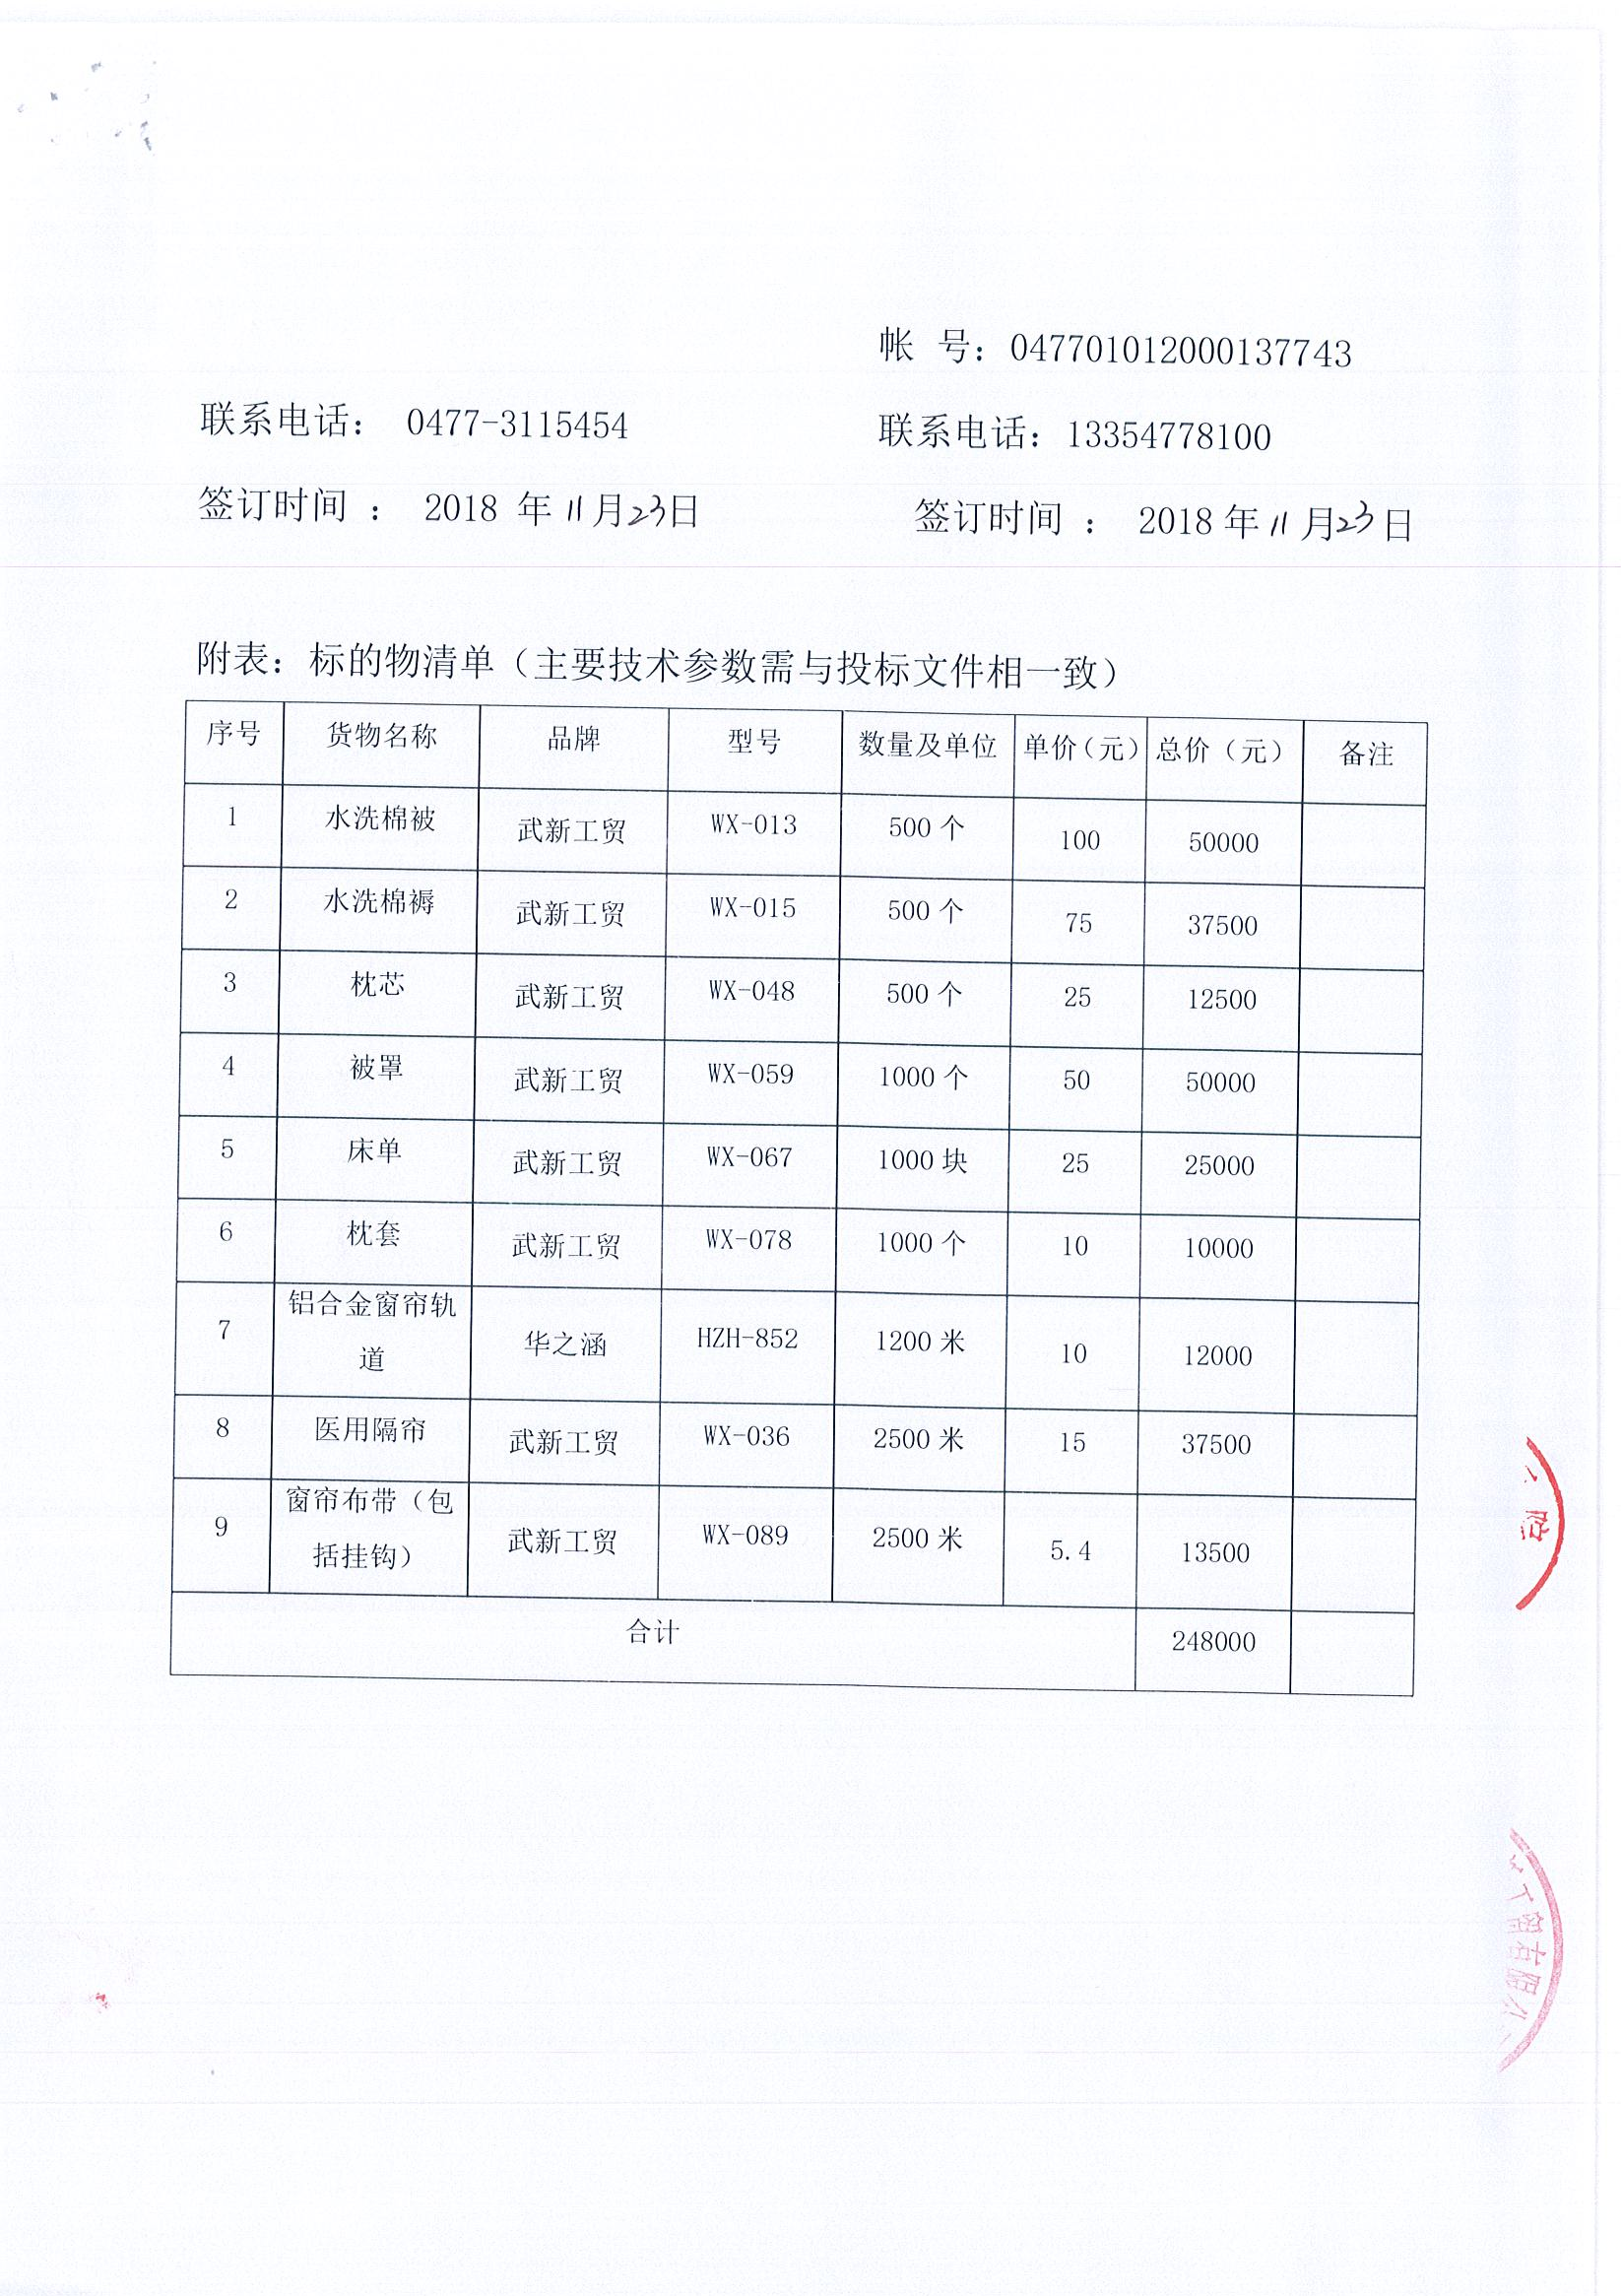 帐 号：047701012000137743
联系电话： 0477-3115454
联系电话：13354778100
签订时间 ： 2018 年 11 月 23 日
签订时间 ： 2018 年 11 月 23 日
附表：标的物清单（主要技术参数需与投标文件相一致）
序号 货物名称 品牌 型号 数量及单位 单价（元） 总价（元） 备注
1 水洗棉被 武新工贸 WX-013 500 个 100 50000
2 水洗棉褥 武新工贸 WX-015 500 个 75 37500
3 枕芯 武新工贸 WX-048 500 个 25 12500
4 被罩 武新工贸 WX-059 1000 个 50 50000
5 床单 武新工贸 WX-067 1000 块 25 25000
6 枕套 武新工贸 WX-078 1000 个 10 10000
7 铝合金窗帘轨 华之涵 HZH-852 1200 米 10 12000
道
8 医用隔帘 武新工贸 WX-036 2500 米 15 37500
9 窗帘布带（包 武新工贸 WX-089 2500 米 5.4 13500
括挂钩）
合计 248000